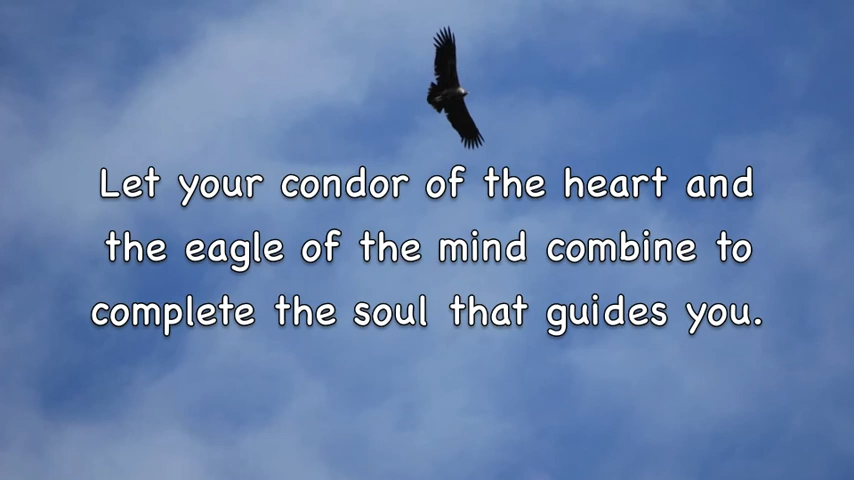 Let your condor of the heart and
the eagle of the mind combine to
complete the soul that guides you.